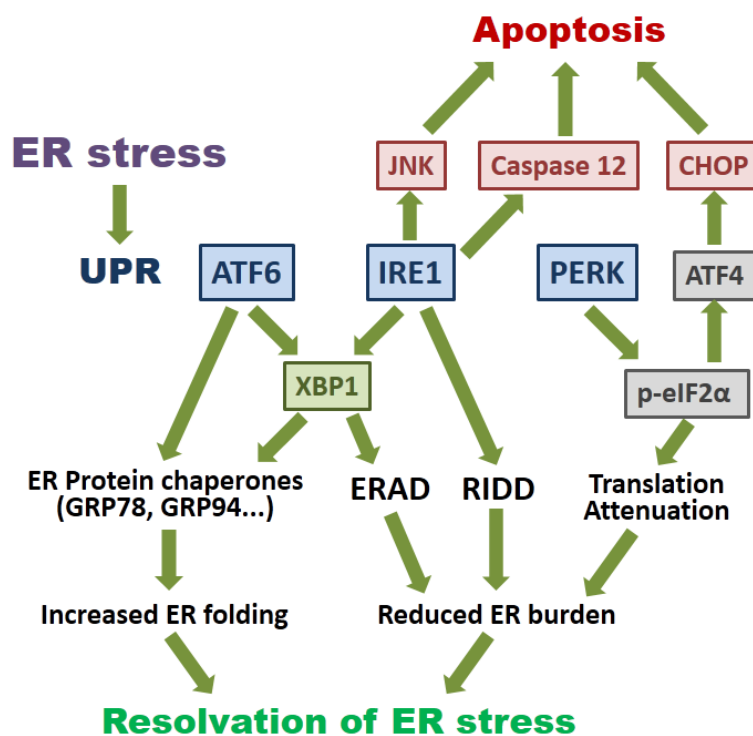 Apoptosis
ER stress
JNK
Caspase 12
CHOP
UPR
ATF6
IRE1
PERK
ATF4
XBP1
p-eIF2α
ER Protein chaperones
(GRP78, GRP94...)
ERAD
RIDD
Translation
Attenuation
Increased ER folding
Reduced ER burden
Resolvation of ER stress